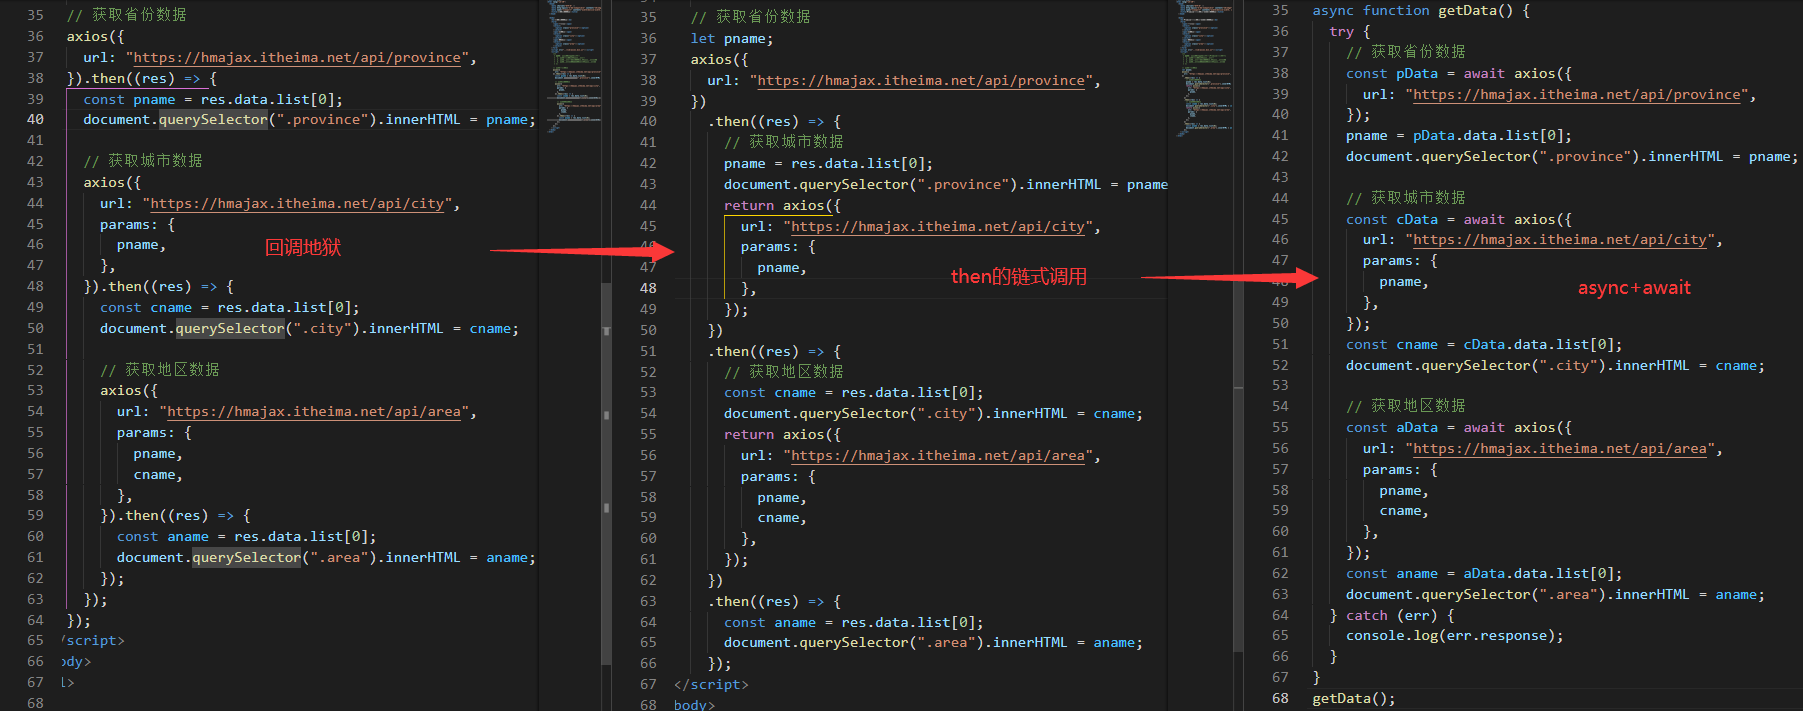 35 // 获取省份数据
36 axios({
37 url: "https://hmajax.itheima.net/api/province",
38 }).then((res) => {
39 const pname = res.data.list[0];
40 document.querySelector(".province").innerHTML = pname;
41
42 // 获取城市数据
43 axios({
44 url: "https://hmajax.itheima.net/api/city",
45 params: {
46 pname,
47 },
48 }).then((res) => {
49 const cname = res.data.list[0];
50 document.querySelector(".city").innerHTML = cname;
51
52 // 获取地区数据
53 axios({
54 url: "https://hmajax.itheima.net/api/area",
55 params: {
56 pname,
57 cname,
58 },
59 }).then((res) => {
60 const aname = res.data.list[0];
61 document.querySelector(".area").innerHTML = aname;
62 });
63 });
64 });
65 /script>
66 ody>
67 l>
68
回调地狱
35 // 获取省份数据
36 let pname;
37 axios({
38 url: "https://hmajax.itheima.net/api/province",
39 })
40 .then((res) => {
41 // 获取城市数据
42 pname = res.data.list[0];
43 document.querySelector(".province").innerHTML = pname
44 return axios({
45 url: "https://hmajax.itheima.net/api/city",
46 params: {
47 pname,
48 },
49 });
50 })
51 .then((res) => {
52 // 获取地区数据
53 const cname = res.data.list[0];
54 document.querySelector(".city").innerHTML = cname;
55 return axios({
56 url: "https://hmajax.itheima.net/api/area",
57 params: {
58 pname,
59 cname,
60 },
61 });
62 })
63 .then((res) => {
64 const aname = res.data.list[0];
65 document.querySelector(".area").innerHTML = aname;
66 });
67 </script>
68 body>
then的链式调用
35 async function getData() {
36 try {
37 // 获取省份数据
38 const pData = await axios({
39 url: "https://hmajax.itheima.net/api/province",
40 });
41 pname = pData.data.list[0];
42 document.querySelector(".province").innerHTML = pname;
43
44 // 获取城市数据
45 const cData = await axios({
46 url: "https://hmajax.itheima.net/api/city",
47 params: {
48 pname,
49 },
50 });
51 const cname = cData.data.list[0];
52 document.querySelector(".city").innerHTML = cname;
53
54 // 获取地区数据
55 const aData = await axios({
56 url: "https://hmajax.itheima.net/api/area",
57 params: {
58 pname,
59 cname,
60 },
61 });
62 const aname = aData.data.list[0];
63 document.querySelector(".area").innerHTML = aname;
64 } catch (err) {
65 console.log(err.response);
66 }
67 }
68 getData();
async+await